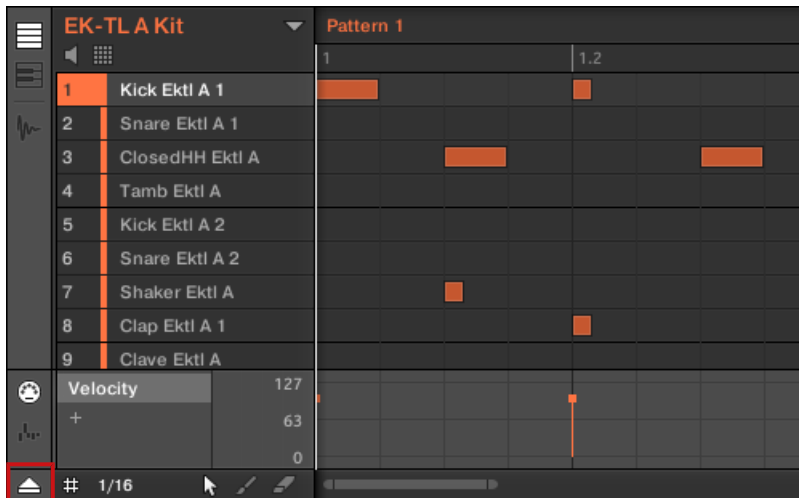 EK-TL A Kit
Pattern 1
1 1.2
1 Kick Ektl A 1
2 Snare Ektl A 1
3 ClosedHH Ektl A
4 Tamb Ektl A
5 Kick Ektl A 2
6 Snare Ektl A 2
7 Shaker Ektl A
8 Clap Ektl A 1
9 Clave Ektl A
Velocity 127
+ 63
0
1/16